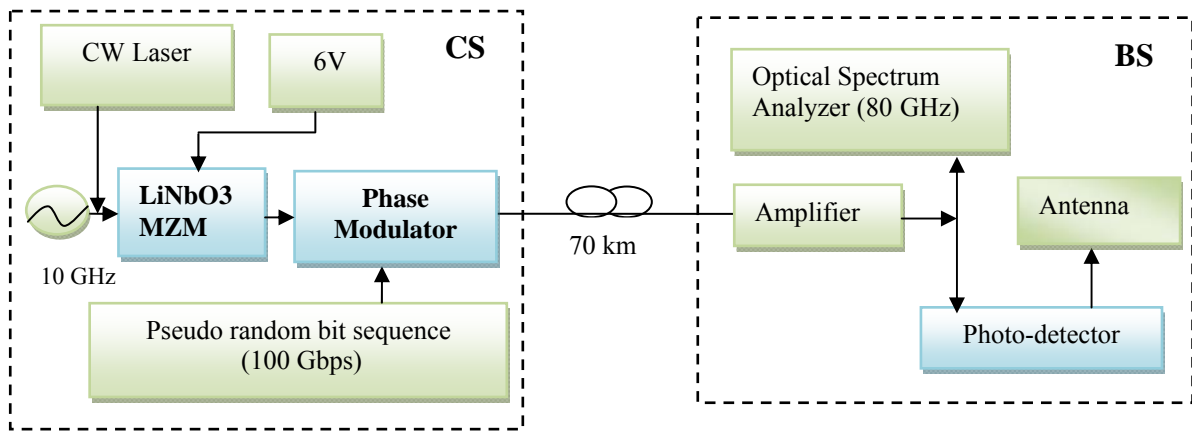 CW Laser
6V
CS
LiNbO3
MZM
Phase
Modulator
10 GHz
Pseudo random bit sequence
(100 Gbps)
70 km
BS
Optical Spectrum
Analyzer (80 GHz)
Amplifier
Antenna
Photo-detector